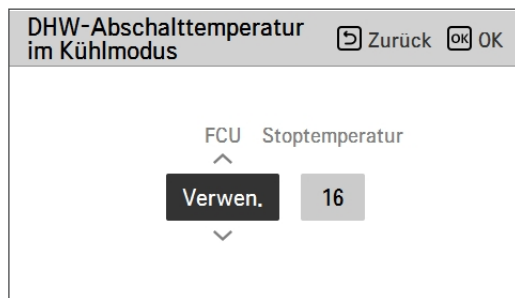 DHW-Abschalttemperatur
im Kühlmodus
Zurück OK OK
FCU Stoptemperatur
Verwen. 16